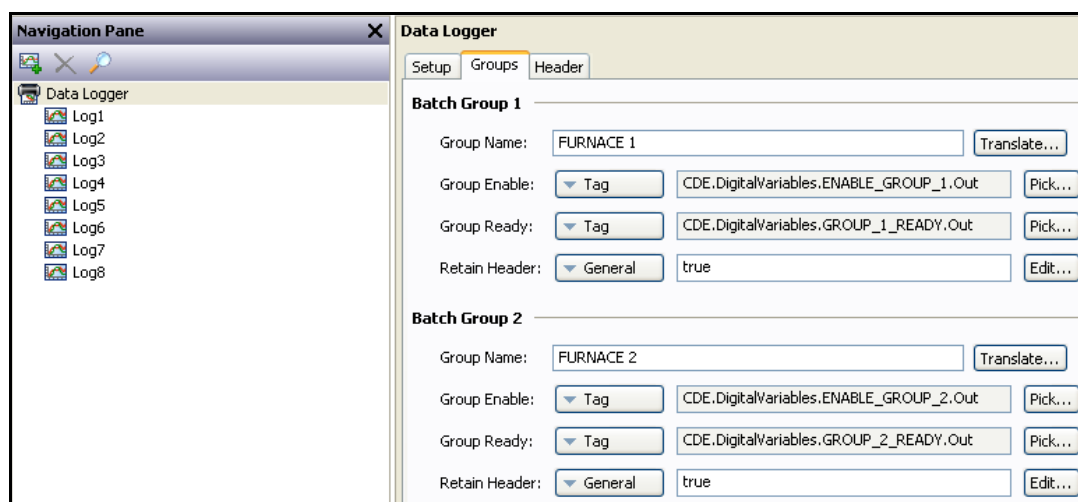 Navigation Pane
Data Logger
Log1
Log2
Log3
Log4
Log5
Log6
Log7
Log8
Data Logger
Setup Groups Header
Batch Group 1
Group Name: FURNACE 1 Translate...
Group Enable: Tag CDE.DigitalVariables.ENABLE_GROUP_1.Out Pick...
Group Ready: Tag CDE.DigitalVariables.GROUP_1_READY.Out Pick...
Retain Header: General true Edit...
Batch Group 2
Group Name: FURNACE 2 Translate...
Group Enable: Tag CDE.DigitalVariables.ENABLE_GROUP_2.Out Pick...
Group Ready: Tag CDE.DigitalVariables.GROUP_2_READY.Out Pick...
Retain Header: General true Edit...